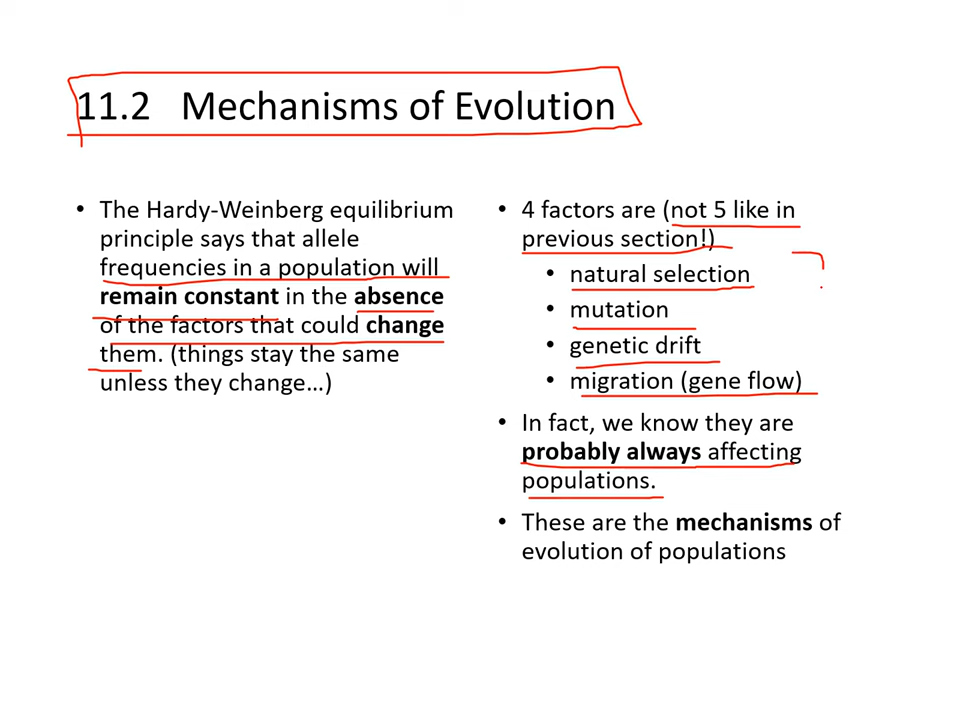 11.2 Mechanisms of Evolution
• The Hardy-Weinberg equilibrium
principle says that allele
frequencies in a population will
remain constant in the absence
of the factors that could change
them. (things stay the same
unless they change…)
• 4 factors are (not 5 like in
previous section!)
• natural selection
• mutation
• genetic drift
• migration (gene flow)
• In fact, we know they are
probably always affecting
populations.
• These are the mechanisms of
evolution of populations